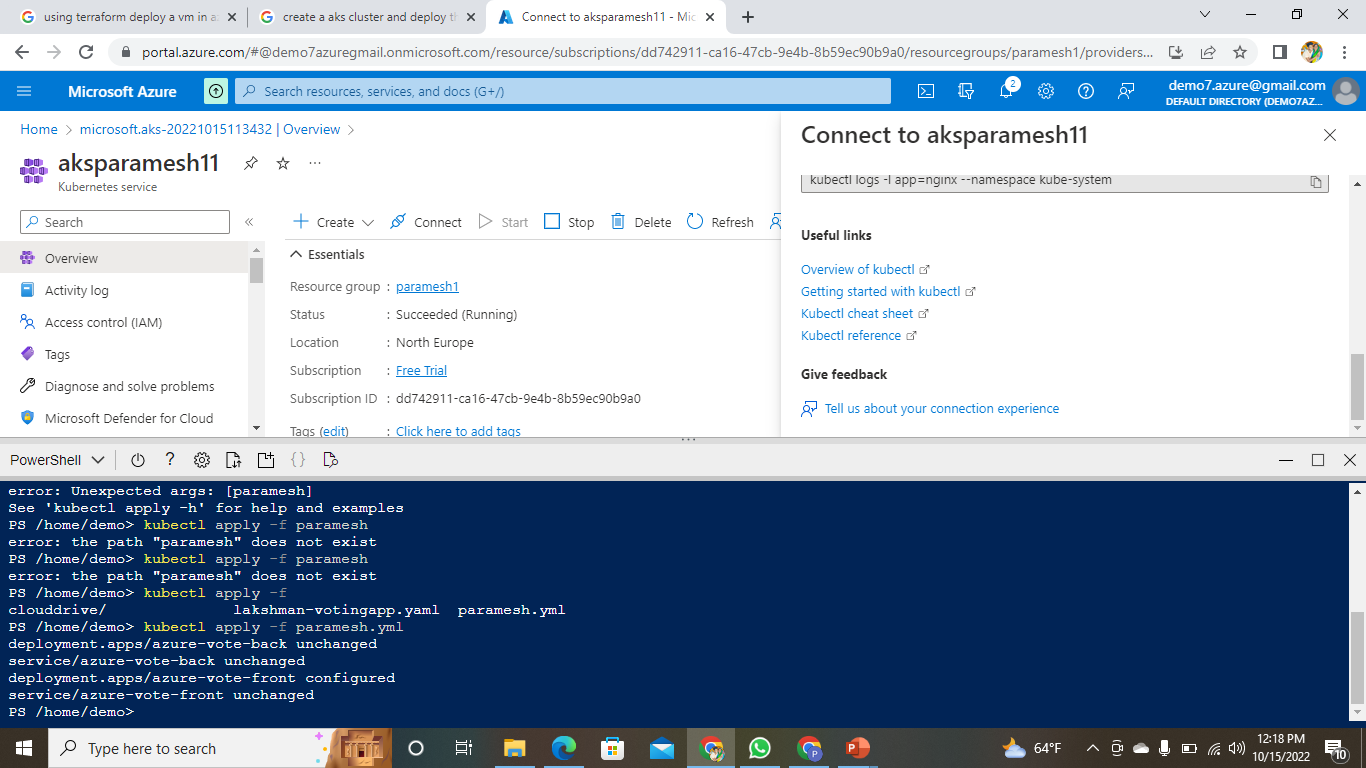 using terraform deploy a vm in a
create a aks cluster and deploy th
Connect to aksparamesh11 - Mic
portal.azure.com/#@demo7azuregmail.onmicrosoft.com/resource/subscriptions/dd742911-ca16-47cb-9e4b-8b59ec90b9a0/resourcegroups/paramesh1/providers...
Microsoft Azure
Search resources, services, and docs (G+/)
2
demo7.azure@gmail.com
DEFAULT DIRECTORY (DEMO7AZ...
Home > microsoft.aks-20221015113432 | Overview >
aksparamesh11
Kubernetes service
Search
Create
Connect
Start
Stop
Delete
Refresh
Overview
Activity log
Access control (IAM)
Tags
Diagnose and solve problems
Microsoft Defender for Cloud
Essentials
Resource group : paramesh1
Status : Succeeded (Running)
Location : North Europe
Subscription : Free Trial
Subscription ID : dd742911-ca16-47cb-9e4b-8b59ec90b9a0
Tags (edit) : Click here to add tags
Connect to aksparamesh11
kubectl logs -l app=nginx --namespace kube-system
Useful links
Overview of kubectl
Getting started with kubectl
Kubectl cheat sheet
Kubectl reference
Give feedback
Tell us about your connection experience
PowerShell
error: Unexpected args: [paramesh]
See 'kubectl apply -h' for help and examples
PS /home/demo> kubectl apply -f paramesh
error: the path "paramesh" does not exist
PS /home/demo> kubectl apply -f paramesh
error: the path "paramesh" does not exist
PS /home/demo> kubectl apply -f
clouddrive/ lakshman-votingapp.yaml paramesh.yml
PS /home/demo> kubectl apply -f paramesh.yml
deployment.apps/azure-vote-back unchanged
service/azure-vote-back unchanged
deployment.apps/azure-vote-front configured
service/azure-vote-front unchanged
PS /home/demo>
Type here to search
64°F
12:18 PM
10/15/2022
10